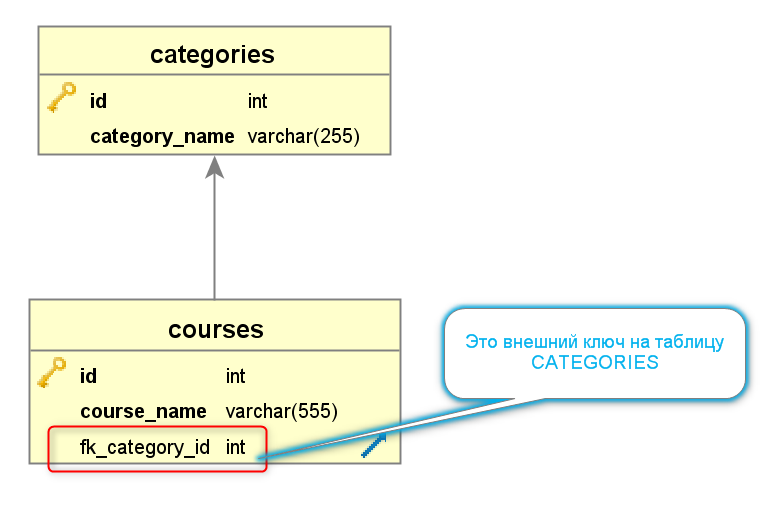 categories
id int
category_name varchar(255)
courses
id int
course_name varchar(555)
fk_category_id int
Это внешний ключ на таблицу
CATEGORIES